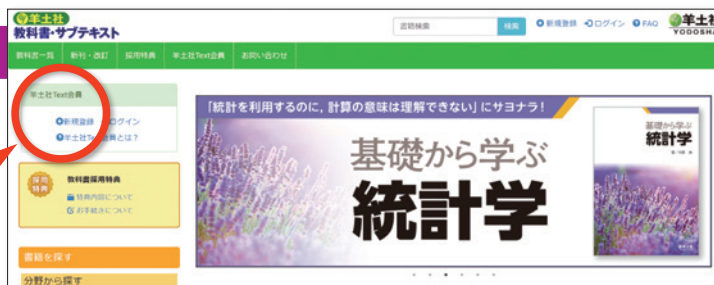 羊土社
教科書・サブテキスト
書籍検索
検索
新規登録 ログイン FAQ
羊土社
YODOSHA
教科書一覧 新刊・改訂 採用特典 羊土社Text会員 お問い合わせ
羊土社Text会員
新規登録 ログイン
羊土社Text会員とは？
採用特典
教科書採用特典
特典内容について
お手続きについて
書籍を探す
分野から探す
「統計を利用するのに，計算の意味は理解できない」にサヨナラ！
基礎から学ぶ
統計学
基礎から学ぶ
統計学